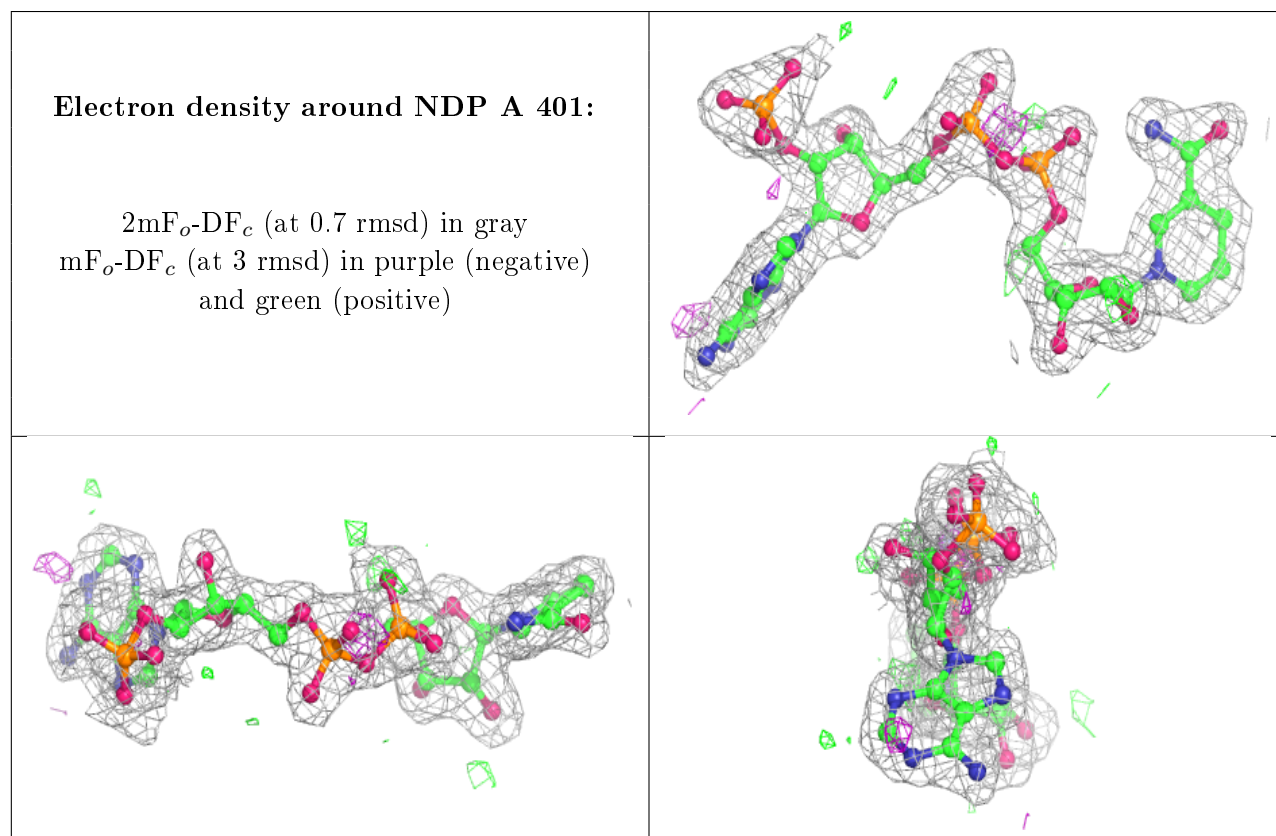 Electron density around NDP A 401:
2mFₒ-DF𝑐 (at 0.7 rmsd) in gray
mFₒ-DF𝑐 (at 3 rmsd) in purple (negative)
and green (positive)